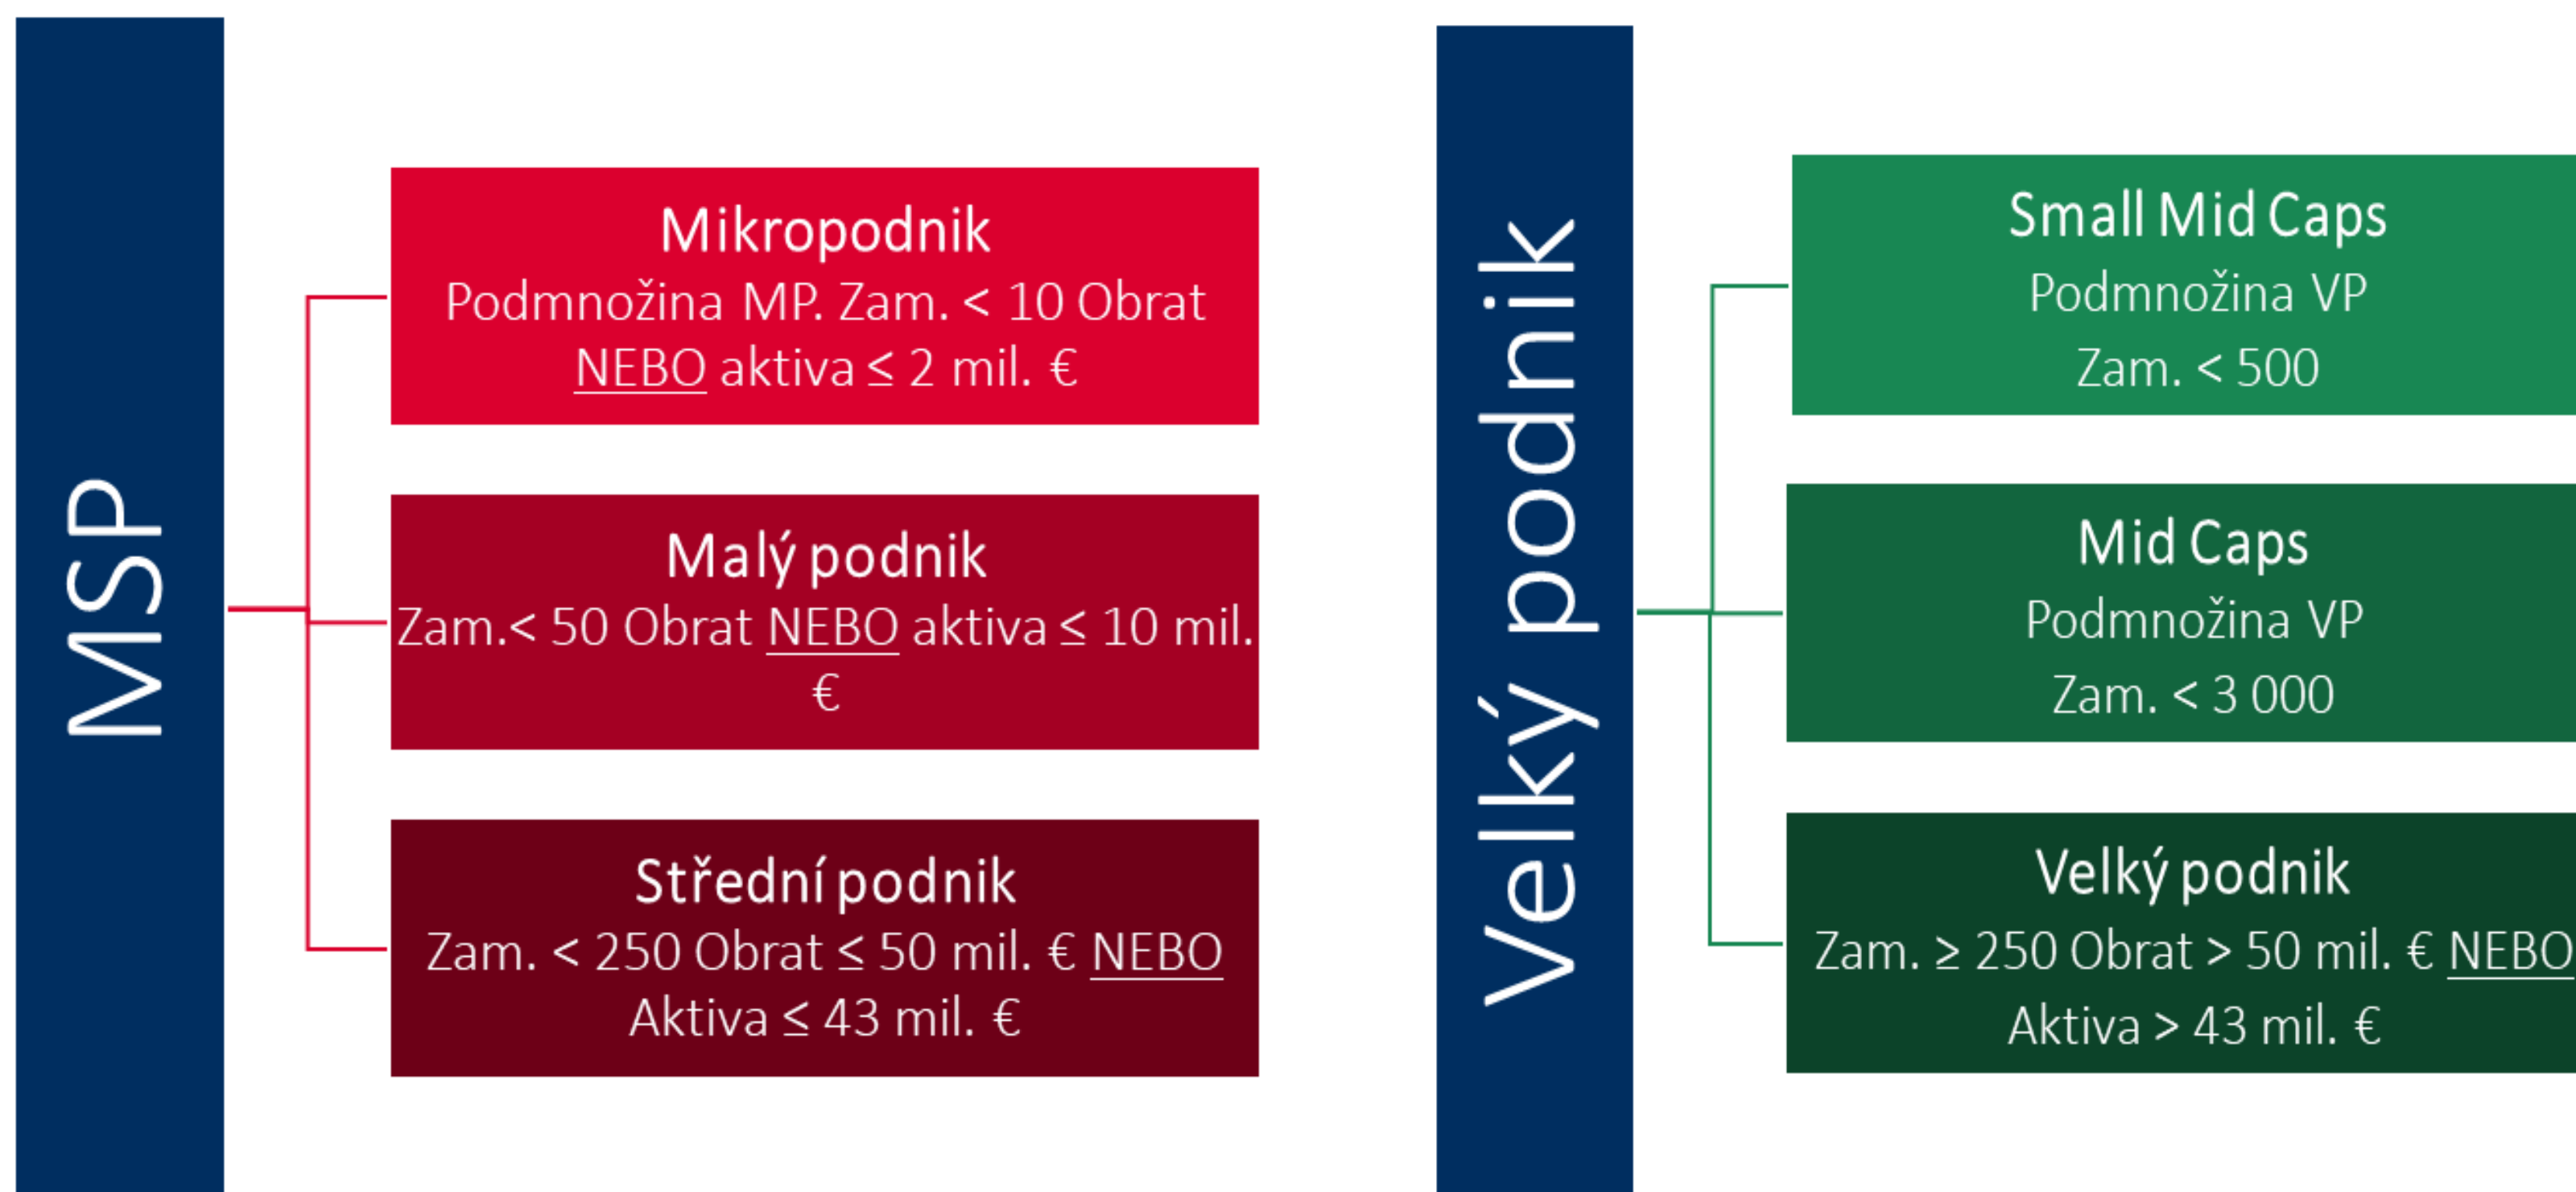 MSP
Mikropodnik
Podmnožina MP. Zam. < 10 Obrat
NEBO aktiva ≤ 2 mil. €
Malý podnik
Zam.< 50 Obrat NEBO aktiva ≤ 10 mil.
€
Střední podnik
Zam. < 250 Obrat ≤ 50 mil. € NEBO
Aktiva ≤ 43 mil. €
Velký podnik
Small Mid Caps
Podmnožina VP
Zam. < 500
Mid Caps
Podmnožina VP
Zam. < 3 000
Velký podnik
Zam. ≥ 250 Obrat > 50 mil. € NEBO
Aktiva > 43 mil. €